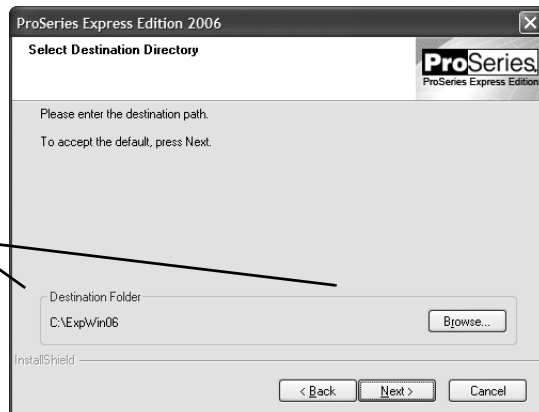 ProSeries Express Edition 2006
Select Destination Directory
ProSeries.
ProSeries Express Edition
Please enter the destination path.
To accept the default, press Next.
Destination Folder
C:\ExpWin06
Browse...
InstallShield
< Back
Next >
Cancel